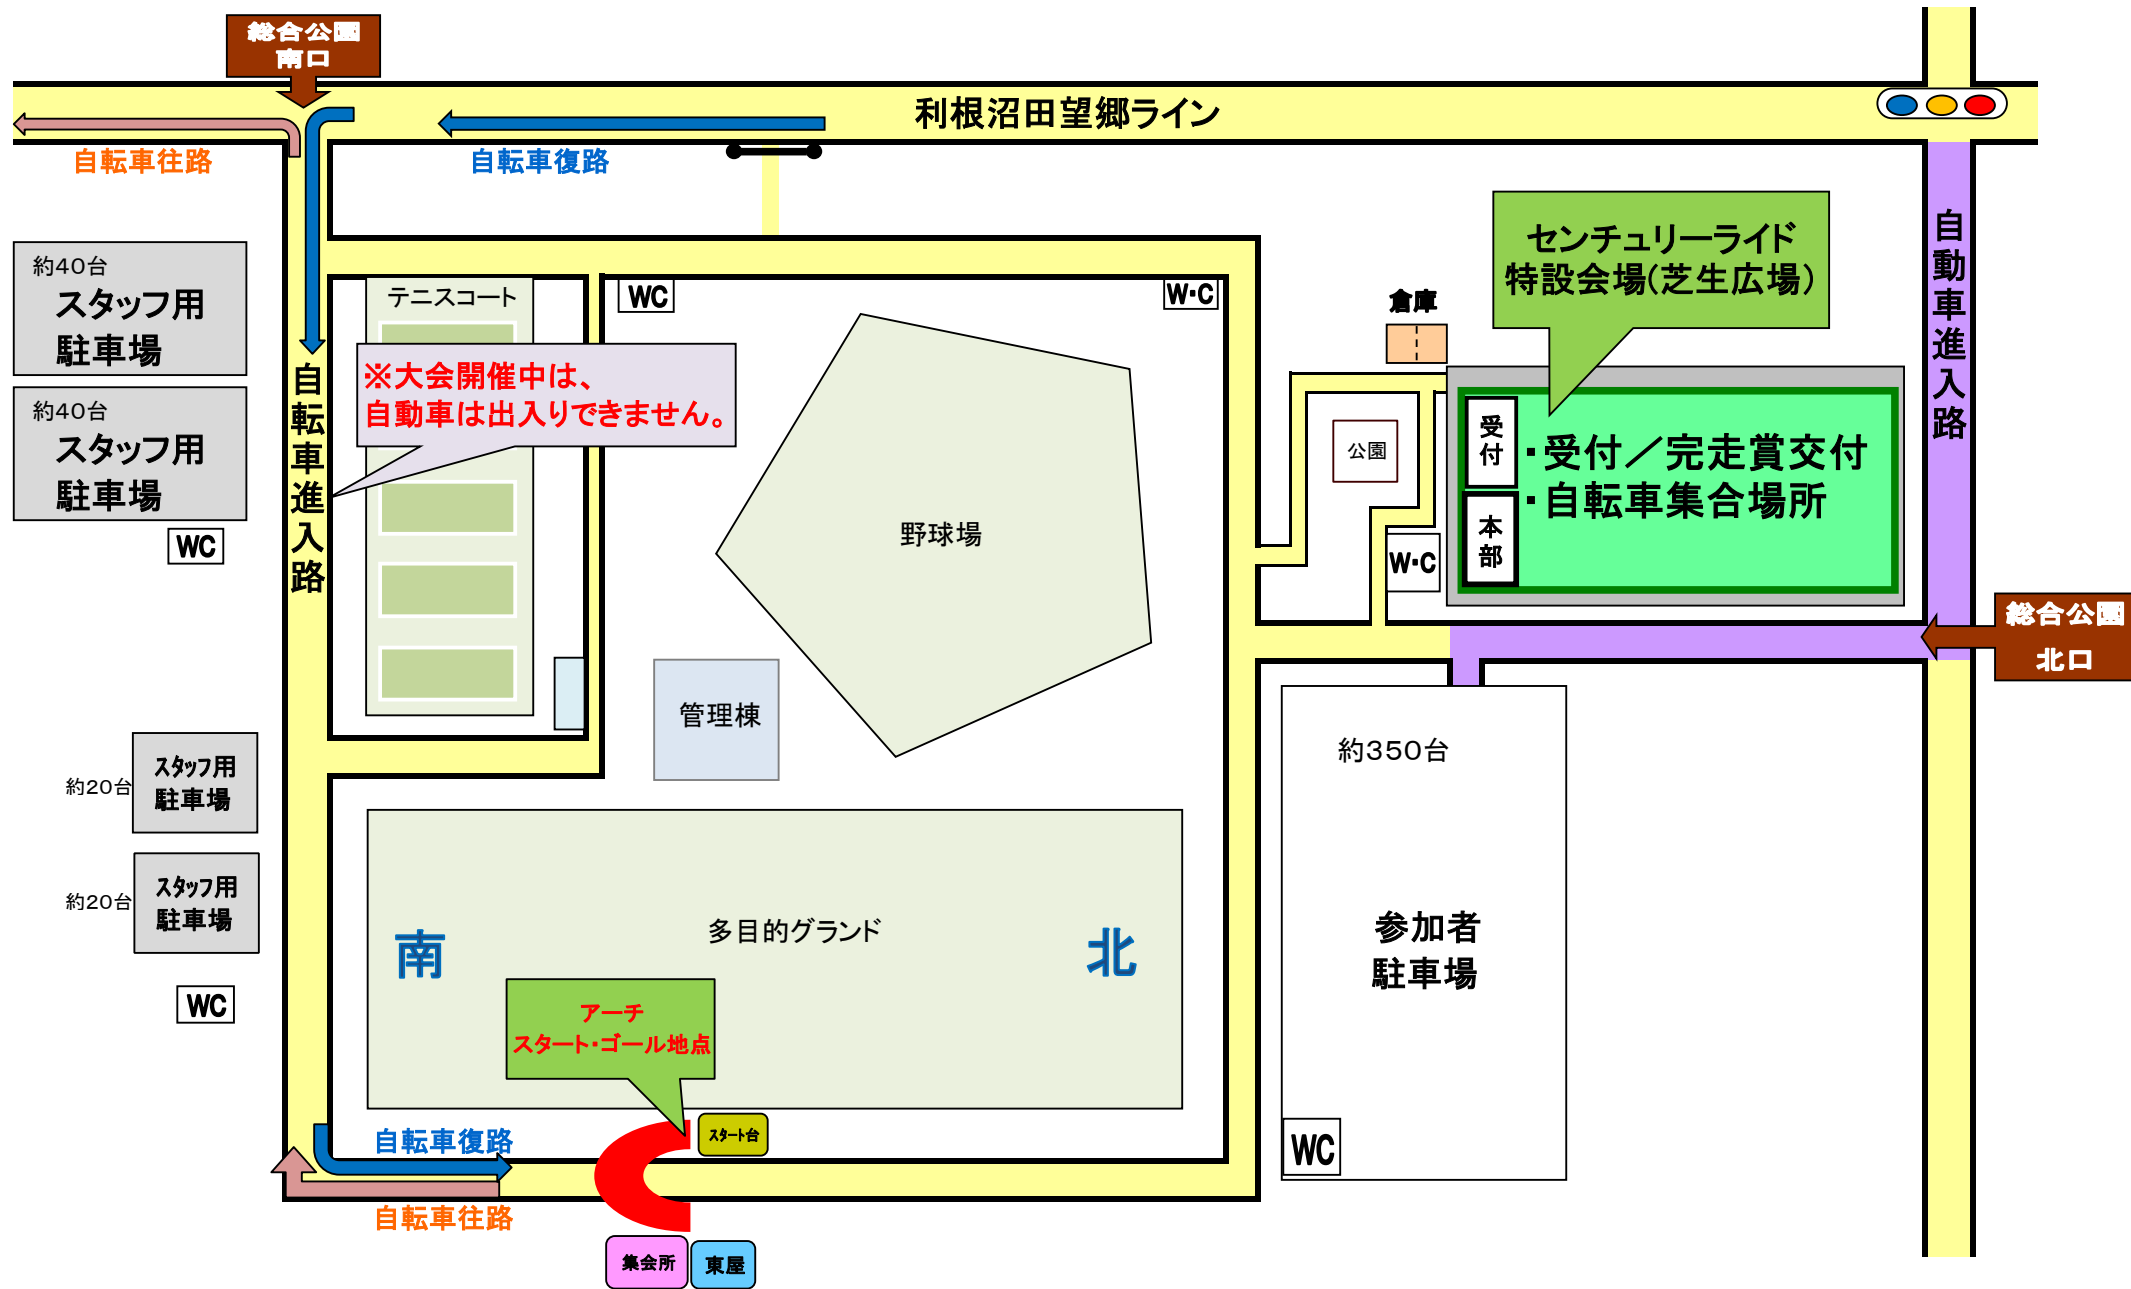 総合公園
南口
利根沼田望郷ライン
自転車往路
自転車復路
自動車進入路
センチュリーライド
特設会場(芝生広場)
約40台
スタッフ用
駐車場
テニスコート
WC
W・C
倉庫
※大会開催中は、
自動車は出入りできません。
自転車進入路
約40台
スタッフ用
駐車場
公園
受付
・受付／完走賞交付
・自転車集合場所
本部
野球場
WC
W・C
総合公園
北口
管理棟
約350台
スタッフ用
駐車場
約20台
スタッフ用
駐車場
約20台
南
多目的グランド
北
参加者
駐車場
WC
アーチ
スタート・ゴール地点
自転車復路
スタート台
WC
自転車往路
集会所
東屋